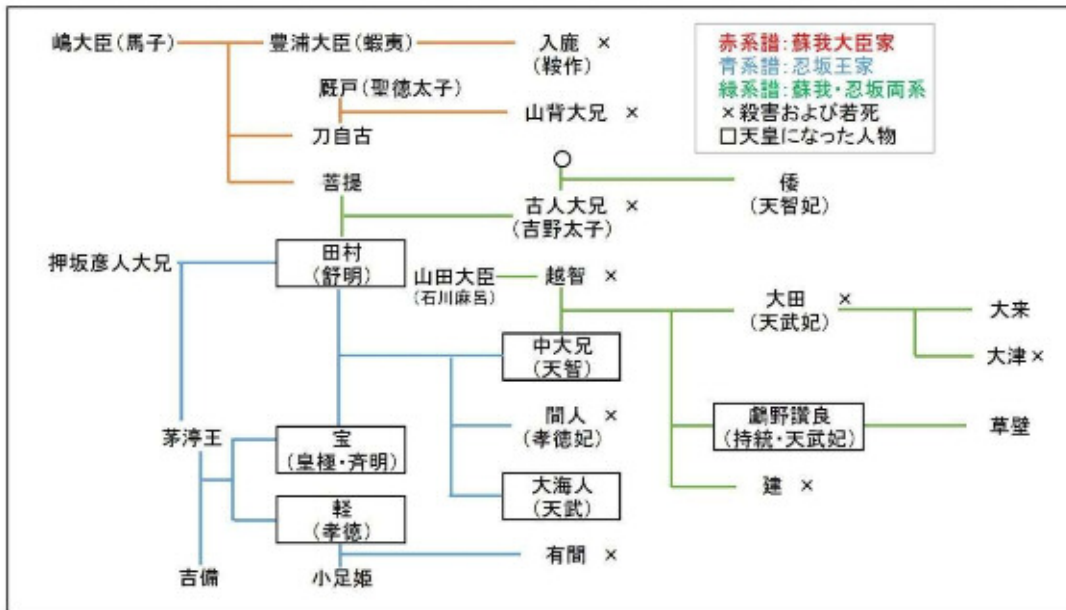 嶋大臣(馬子)
豊浦大臣(蝦夷)
入鹿 ×
(鞍作)
赤系譜:蘇我大臣家
青系譜:忍坂王家
緑系譜:蘇我・忍坂両系
×殺害および若死
□天皇になった人物
厩戸(聖徳太子)
山背大兄 ×
刀自古
菩提
倭
(天智妃)
古人大兄 ×
(吉野太子)
押坂彦人大兄
田村
(舒明)
山田大臣
(石川麻呂)
越智 ×
大田 ×
(天武妃)
大来
大津×
中大兄
(天智)
間人 ×
(孝徳妃)
鸕野讃良
(持統・天武妃)
草壁
茅渟王
宝
(皇極・斉明)
大海人
(天武)
建 ×
軽
(孝徳)
有間 ×
吉備
小足姫